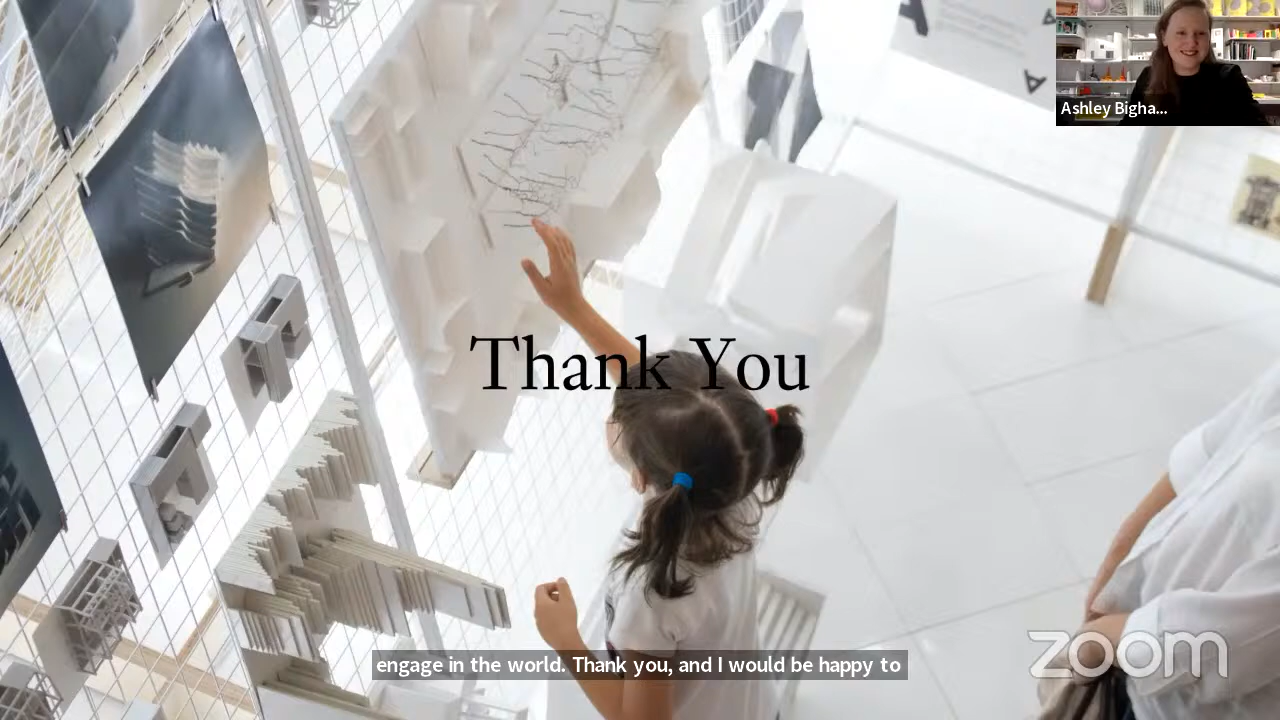 Ashley Bigha...
Thank You
engage in the world. Thank you, and I would be happy to
zoom